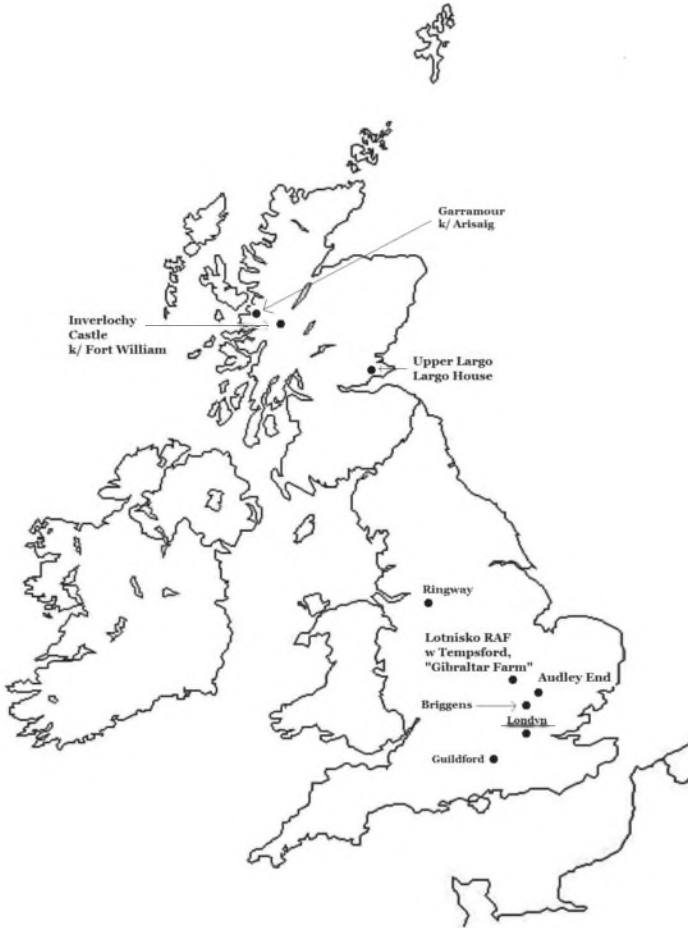 Garramour
k/ Arisaig
Inverlochy
Castle
k/ Fort William
Upper Largo
Largo House
Ringway
Lotnisko RAF
w Tempsford,
"Gibraltar Farm"
Audley End
Briggens
Londyn
Guildford